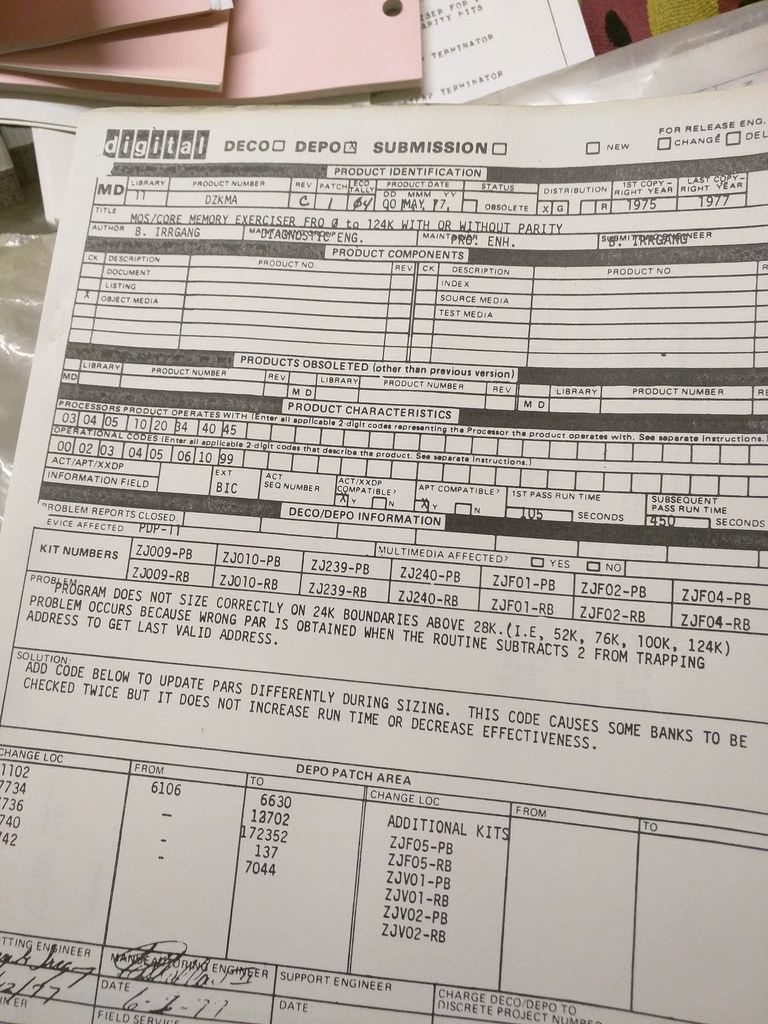 TERMINATOR
TERMINATOR
digital DECO DEPO X SUBMISSION NEW FOR RELEASE ENG.
CHANGE DEL
PRODUCT IDENTIFICATION
MD LIBRARY PRODUCT NUMBER REV PATCH ECO TALLY PRODUCT DATE STATUS DISTRIBUTION 1ST COPY-RIGHT YEAR LAST COPY-RIGHT YEAR
DD MMM YY
11 DZKMA C 1 04 00 MAY 77 OBSOLETE X G R 1975 1977
TITLE MOS/CORE MEMORY EXERCISER FRO 0 to 124K WITH OR WITHOUT PARITY
AUTHOR B. IRRGANG DIAGNOSTIC ENG. PRO. ENH. B. IRRGANG
PRODUCT COMPONENTS
CK DESCRIPTION PRODUCT NO REV CK DESCRIPTION PRODUCT NO.
DOCUMENT INDEX
LISTING SOURCE MEDIA
X OBJECT MEDIA TEST MEDIA
PRODUCTS OBSOLETED (other than previous version)
MD LIBRARY PRODUCT NUMBER REV MD LIBRARY PRODUCT NUMBER REV MD LIBRARY PRODUCT NUMBER
PRODUCT CHARACTERISTICS
PROCESSORS PRODUCT OPERATES WITH (Enter all applicable 2-digit codes representing the Processor the product operates with. See separate Instructions.)
03 04 05 10 20 34 40 45
OPERATIONAL CODES (Enter all applicable 2-digit codes that describe the product. See separate Instructions.)
00 02 03 04 05 06 10 99
ACT/APT/XXDP INFORMATION FIELD EXT BIC ACT SEQ NUMBER ACT/XXDP COMPATIBLE? X Y N APT COMPATIBLE? X Y N 1ST PASS RUN TIME 105 SECONDS SUBSEQUENT PASS RUN TIME 450 SECONDS
DECO/DEPO INFORMATION
PROBLEM REPORTS CLOSED
EVICE AFFECTED PDP-11
MULTIMEDIA AFFECTED? YES NO
KIT NUMBERS ZJ009-PB ZJ010-PB ZJ239-PB ZJ240-PB ZJF01-PB ZJF02-PB ZJF04-PB
ZJ009-RB ZJ010-RB ZJ239-RB ZJ240-RB ZJF01-RB ZJF02-RB ZJF04-RB
PROBLEM
PROGRAM DOES NOT SIZE CORRECTLY ON 24K BOUNDARIES ABOVE 28K.(I.E, 52K, 76K, 100K, 124K)
PROBLEM OCCURS BECAUSE WRONG PAR IS OBTAINED WHEN THE ROUTINE SUBTRACTS 2 FROM TRAPPING
ADDRESS TO GET LAST VALID ADDRESS.
SOLUTION:
ADD CODE BELOW TO UPDATE PARS DIFFERENTLY DURING SIZING. THIS CODE CAUSES SOME BANKS TO BE
CHECKED TWICE BUT IT DOES NOT INCREASE RUN TIME OR DECREASE EFFECTIVENESS.
DEPO PATCH AREA
CHANGE LOC FROM TO CHANGE LOC FROM TO
1102 6106 6630 ADDITIONAL KITS
7734 - 13702 ZJF05-PB
736 - 172352 ZJF05-RB
740 - 137 ZJV01-PB
742 - 7044 ZJV01-RB
ZJV02-PB
ZJV02-RB
TTING ENGINEER MANUFACTURING ENGINEER SUPPORT ENGINEER CHARGE DECO/DEPO TO
DISCRETE PROJECT NUMBER
DATE DATE
FIELD SERVICE